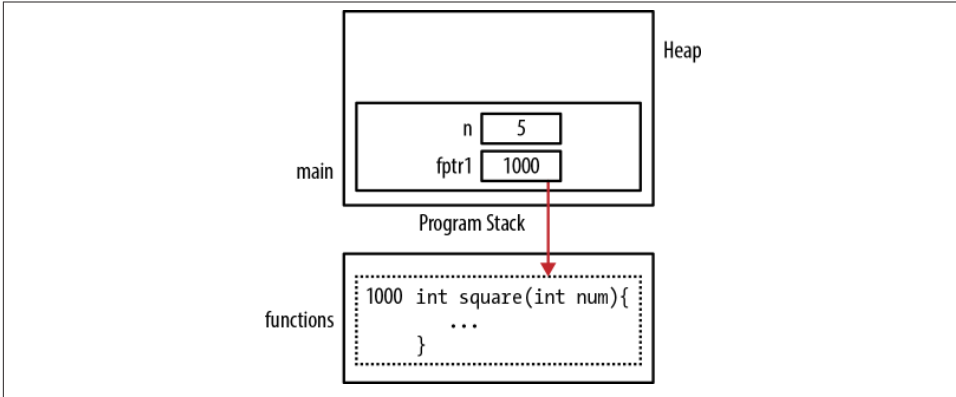 Heap
n 5
fptr1 1000
main
Program Stack
1000 int square(int num){
...
functions
}